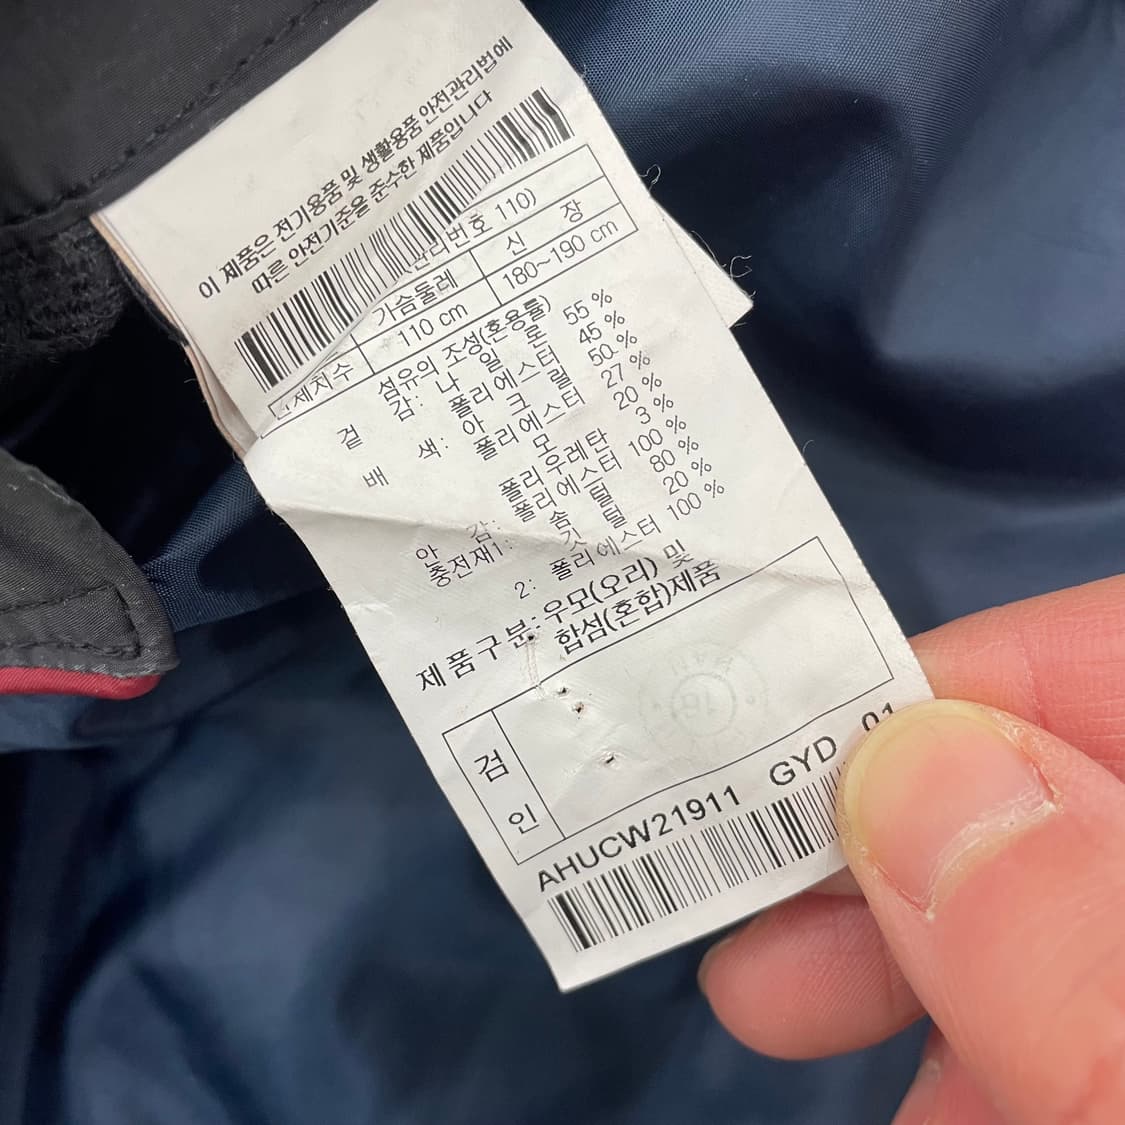 이 제품은 전기용품 및 생활용품 안전관리법에
따른 안전기준을 준수한 제품입니다
관리번호 110)
가슴둘레 신 장
110 cm 180~190 cm
섬유의 조성(혼용률)
겉 감: 나 일 론 55 %
폴리에스터 45 %
배 색: 아 크 릴 50 %
폴리에스터 27 %
모 20 %
폴리우레탄 3 %
안 감: 폴리에스터 100 %
충전재1: 솜 털 80 %
깃 털 20 %
2: 폴리에스터 100 %
제품구분: 우모(오리) 및
합섬(혼합)제품
검
인
AHUCW21911 GYD 01